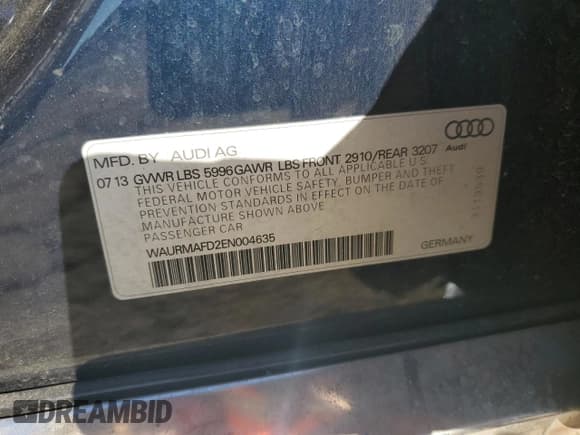 MFD. BY AUDI AG
07 13 GVWR LBS 5996 GAWR LBS FRONT 2910/REAR 3207
THIS VEHICLE CONFORMS TO ALL APPLICABLE U.S.
FEDERAL MOTOR VEHICLE SAFETY, BUMPER AND THEFT
PREVENTION STANDARDS IN EFFECT ON THE DATE OF
MANUFACTURE SHOWN ABOVE
PASSENGER CAR
WAURMAFD2EN004635
Audi
GERMANY
DREAMBID